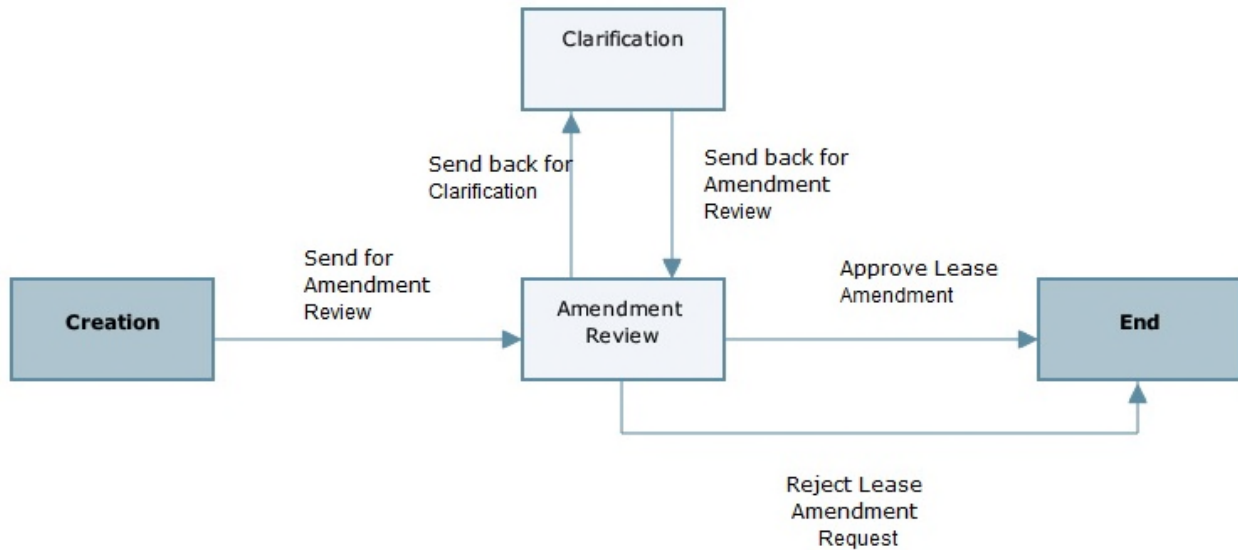 Clarification
Send back for
Clarification
Send back for
Amendment
Review
Send for
Amendment
Review
Creation
Amendment
Review
Approve Lease
Amendment
End
Reject Lease
Amendment
Request